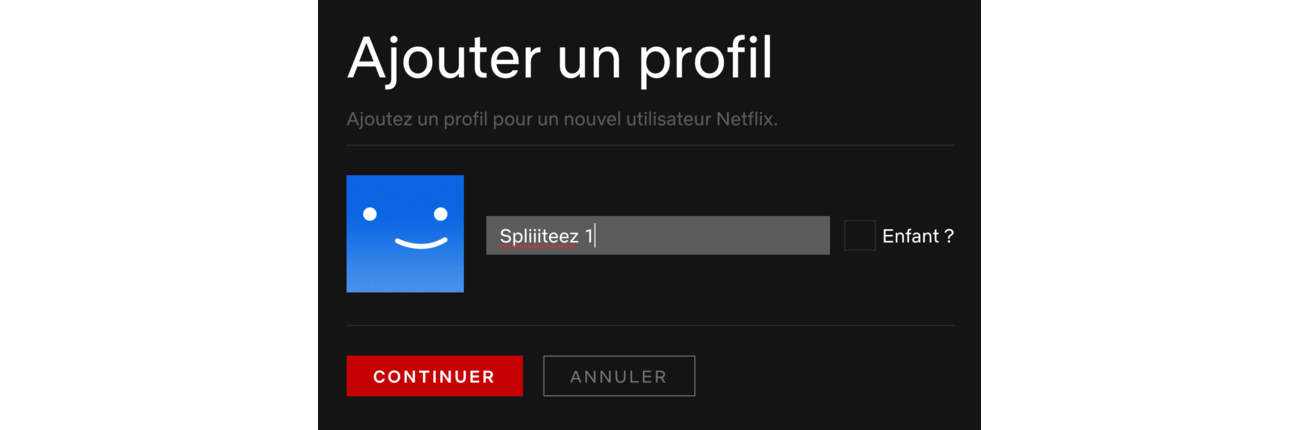 Ajouter un profil
Ajoutez un profil pour un nouvel utilisateur Netflix.
Spliiiteez 1
Enfant ?
CONTINUER
ANNULER